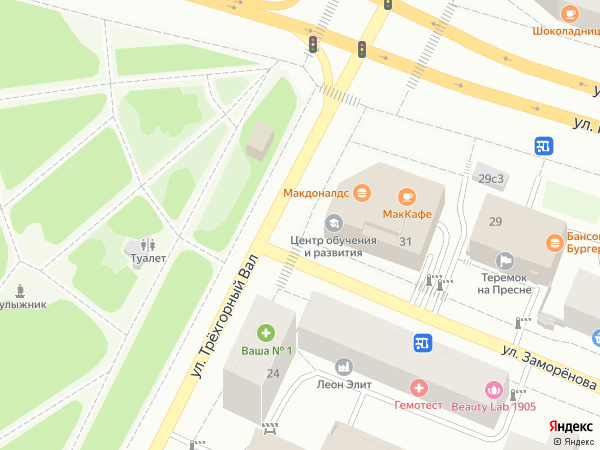 Шоколадниц
ул.
29с3
Макдоналдс
МакКафе
29
31
Центр обучения
и развития
Бансо
Бургер
Теремок
на Пресне
Туалет
улыжник
ул. Трёхгорный Вал
Ваша № 1
24
Леон Элит
Гемотест
Beauty Lab 1905
ул. Заморёнова
Яндекс
© Яндекс